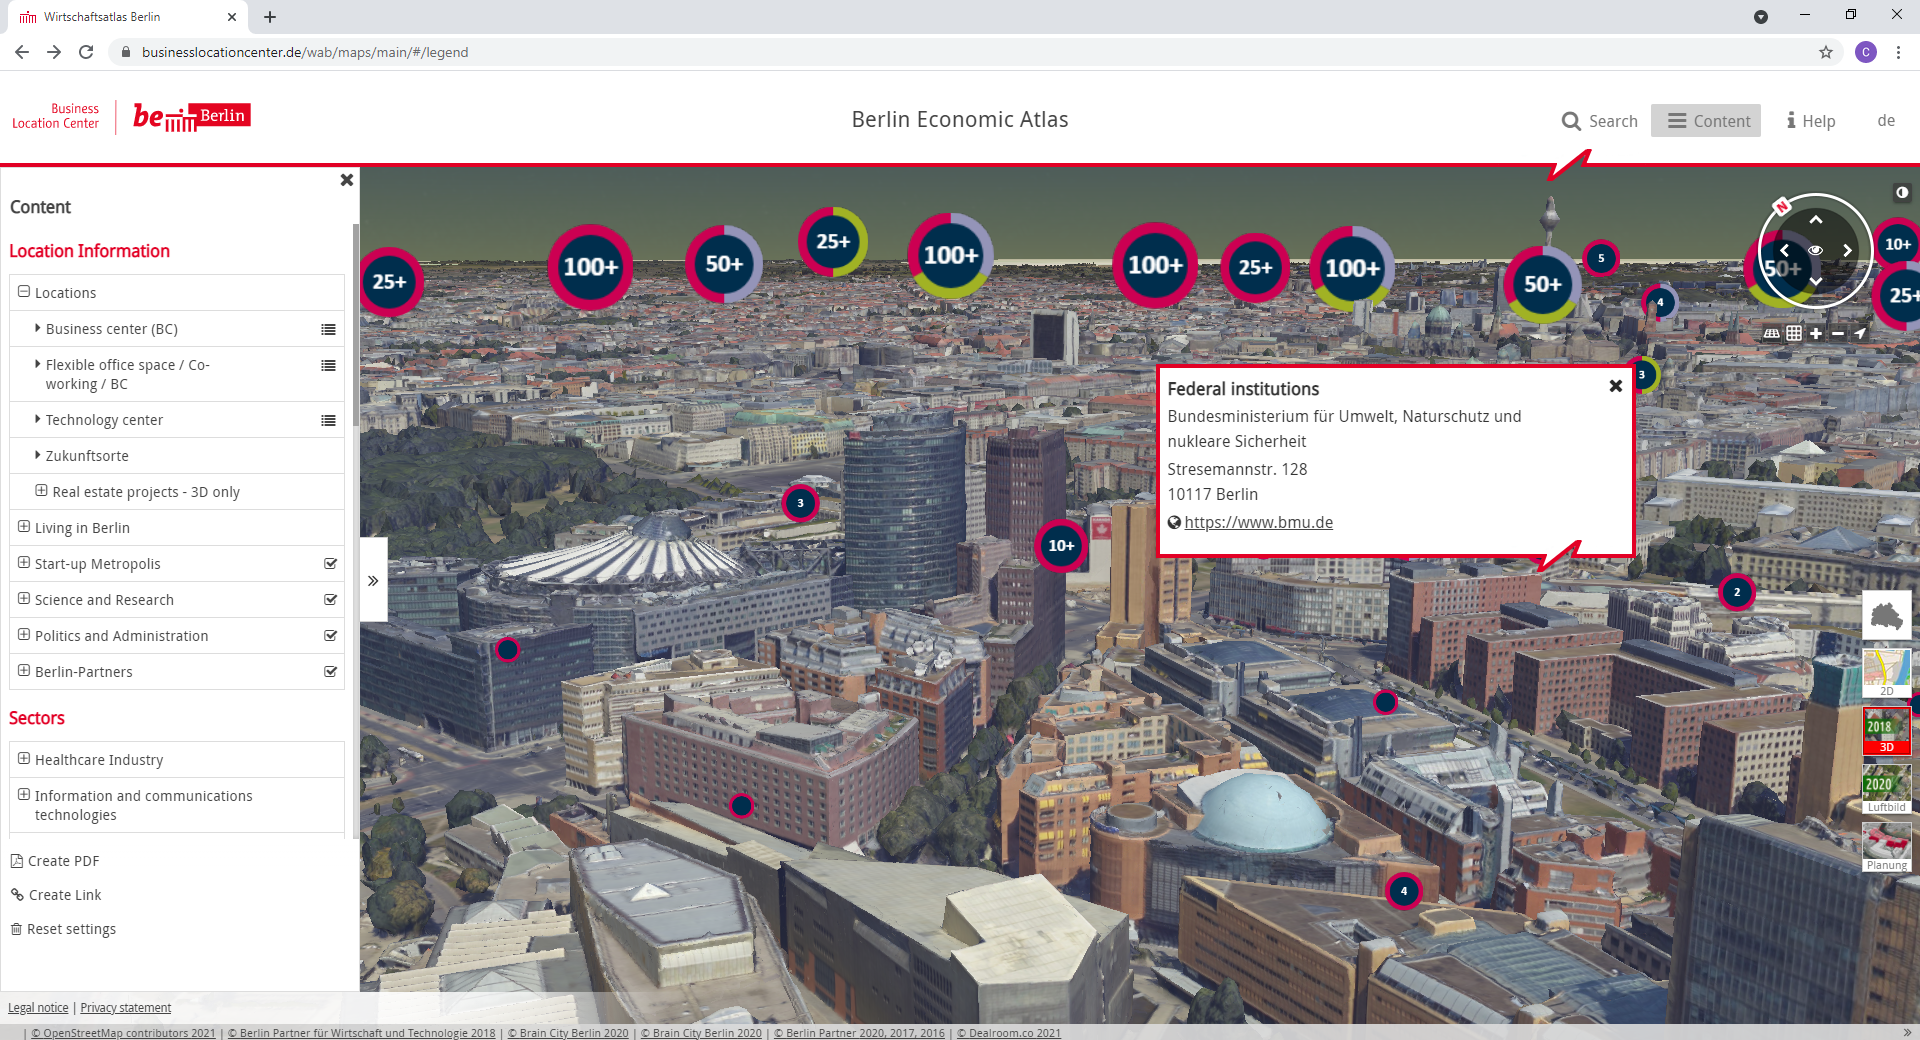 Wirtschaftsatlas Berlin
businesslocationcenter.de/wab/maps/main/#/legend
C
Business
Location Center
be Berlin
Berlin Economic Atlas
Search
Content
Help
de
Content
Location Information
Locations
Business center (BC)
Flexible office space / Co-
working / BC
Technology center
Zukunftsorte
Real estate projects - 3D only
Living in Berlin
Start-up Metropolis
Science and Research
Politics and Administration
Berlin-Partners
Sectors
Healthcare Industry
Information and communications
technologies
Create PDF
Create Link
Reset settings
Legal notice | Privacy statement
25+
100+
50+
25+
100+
100+
25+
100+
50+
5
4
50+
10+
25+
N
3
3
10+
2
4
Federal institutions
Bundesministerium für Umwelt, Naturschutz und
nukleare Sicherheit
Stresemannstr. 128
10117 Berlin
https://www.bmu.de
2D
2018
3D
2020
Luftbild
Planung
| © OpenStreetMap contributors 2021 | © Berlin Partner für Wirtschaft und Technologie 2018 | © Brain City Berlin 2020 | © Brain City Berlin 2020 | © Berlin Partner 2020, 2017, 2016 | © Dealroom.co 2021